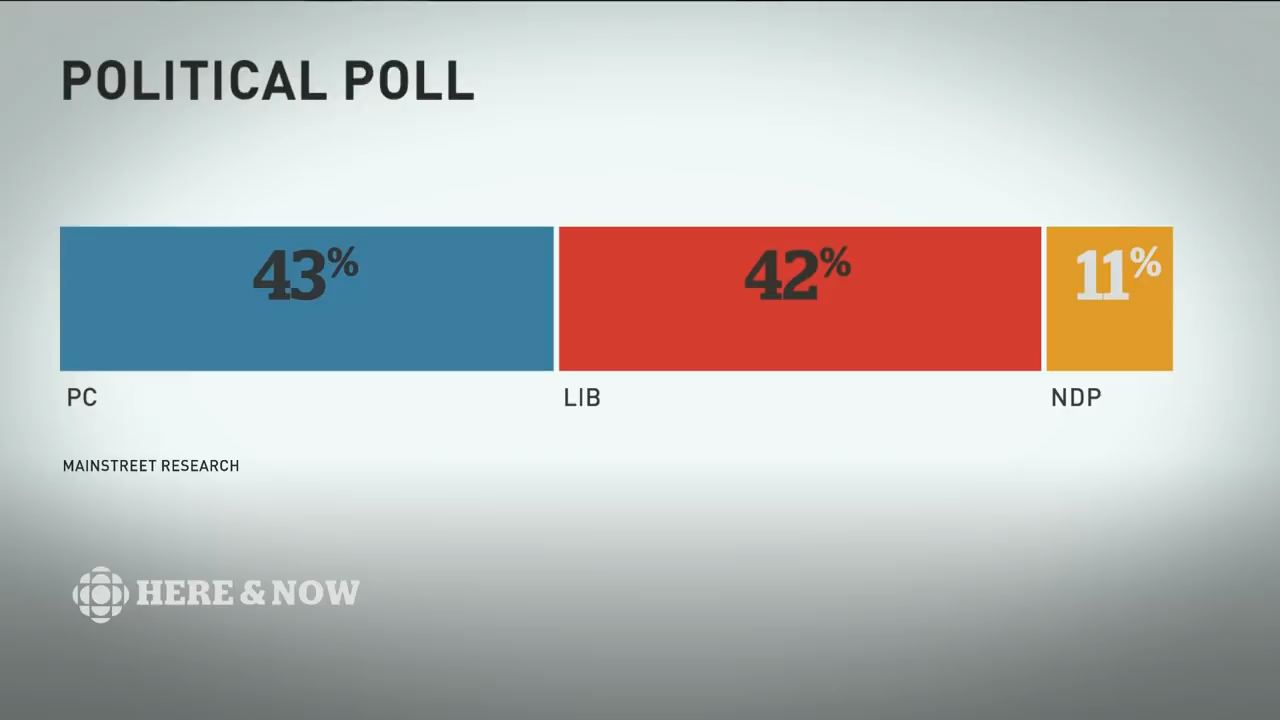 POLITICAL POLL
43% 42% 11%
PC LIB NDP
MAINSTREET RESEARCH
HERE & NOW